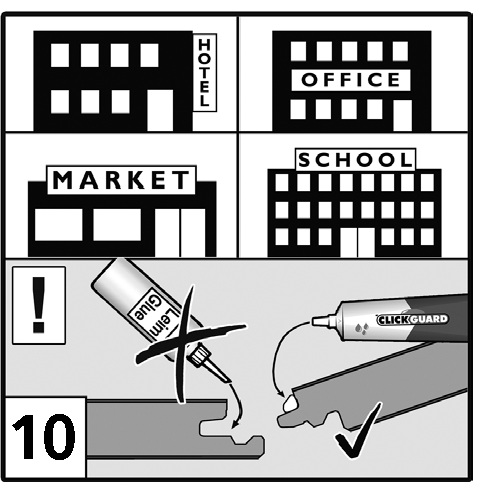 HOTEL
OFFICE
MARKET
SCHOOL
!
Leim
Glue
CLICKGUARD
10